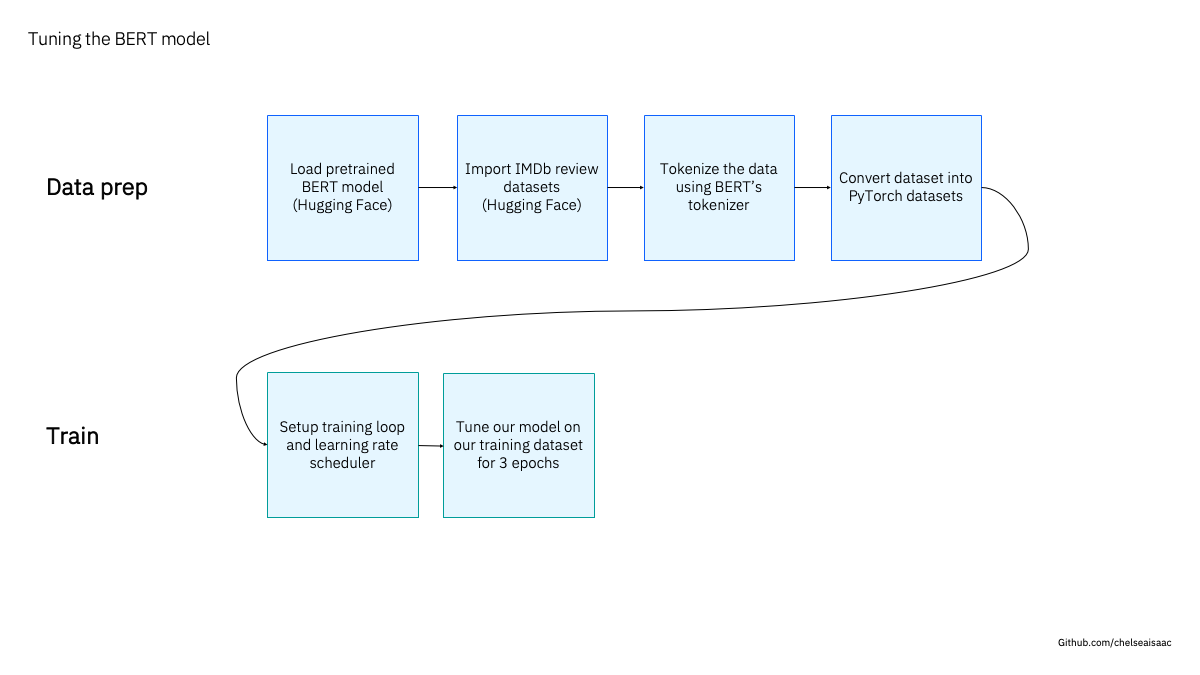 Tuning the BERT model
Data prep
Load pretrained
BERT model
(Hugging Face)
Import IMDb review
datasets
(Hugging Face)
Tokenize the data
using BERT’s
tokenizer
Convert dataset into
PyTorch datasets
Train
Setup training loop
and learning rate
scheduler
Tune our model on
our training dataset
for 3 epochs
Github.com/chelseaisaac